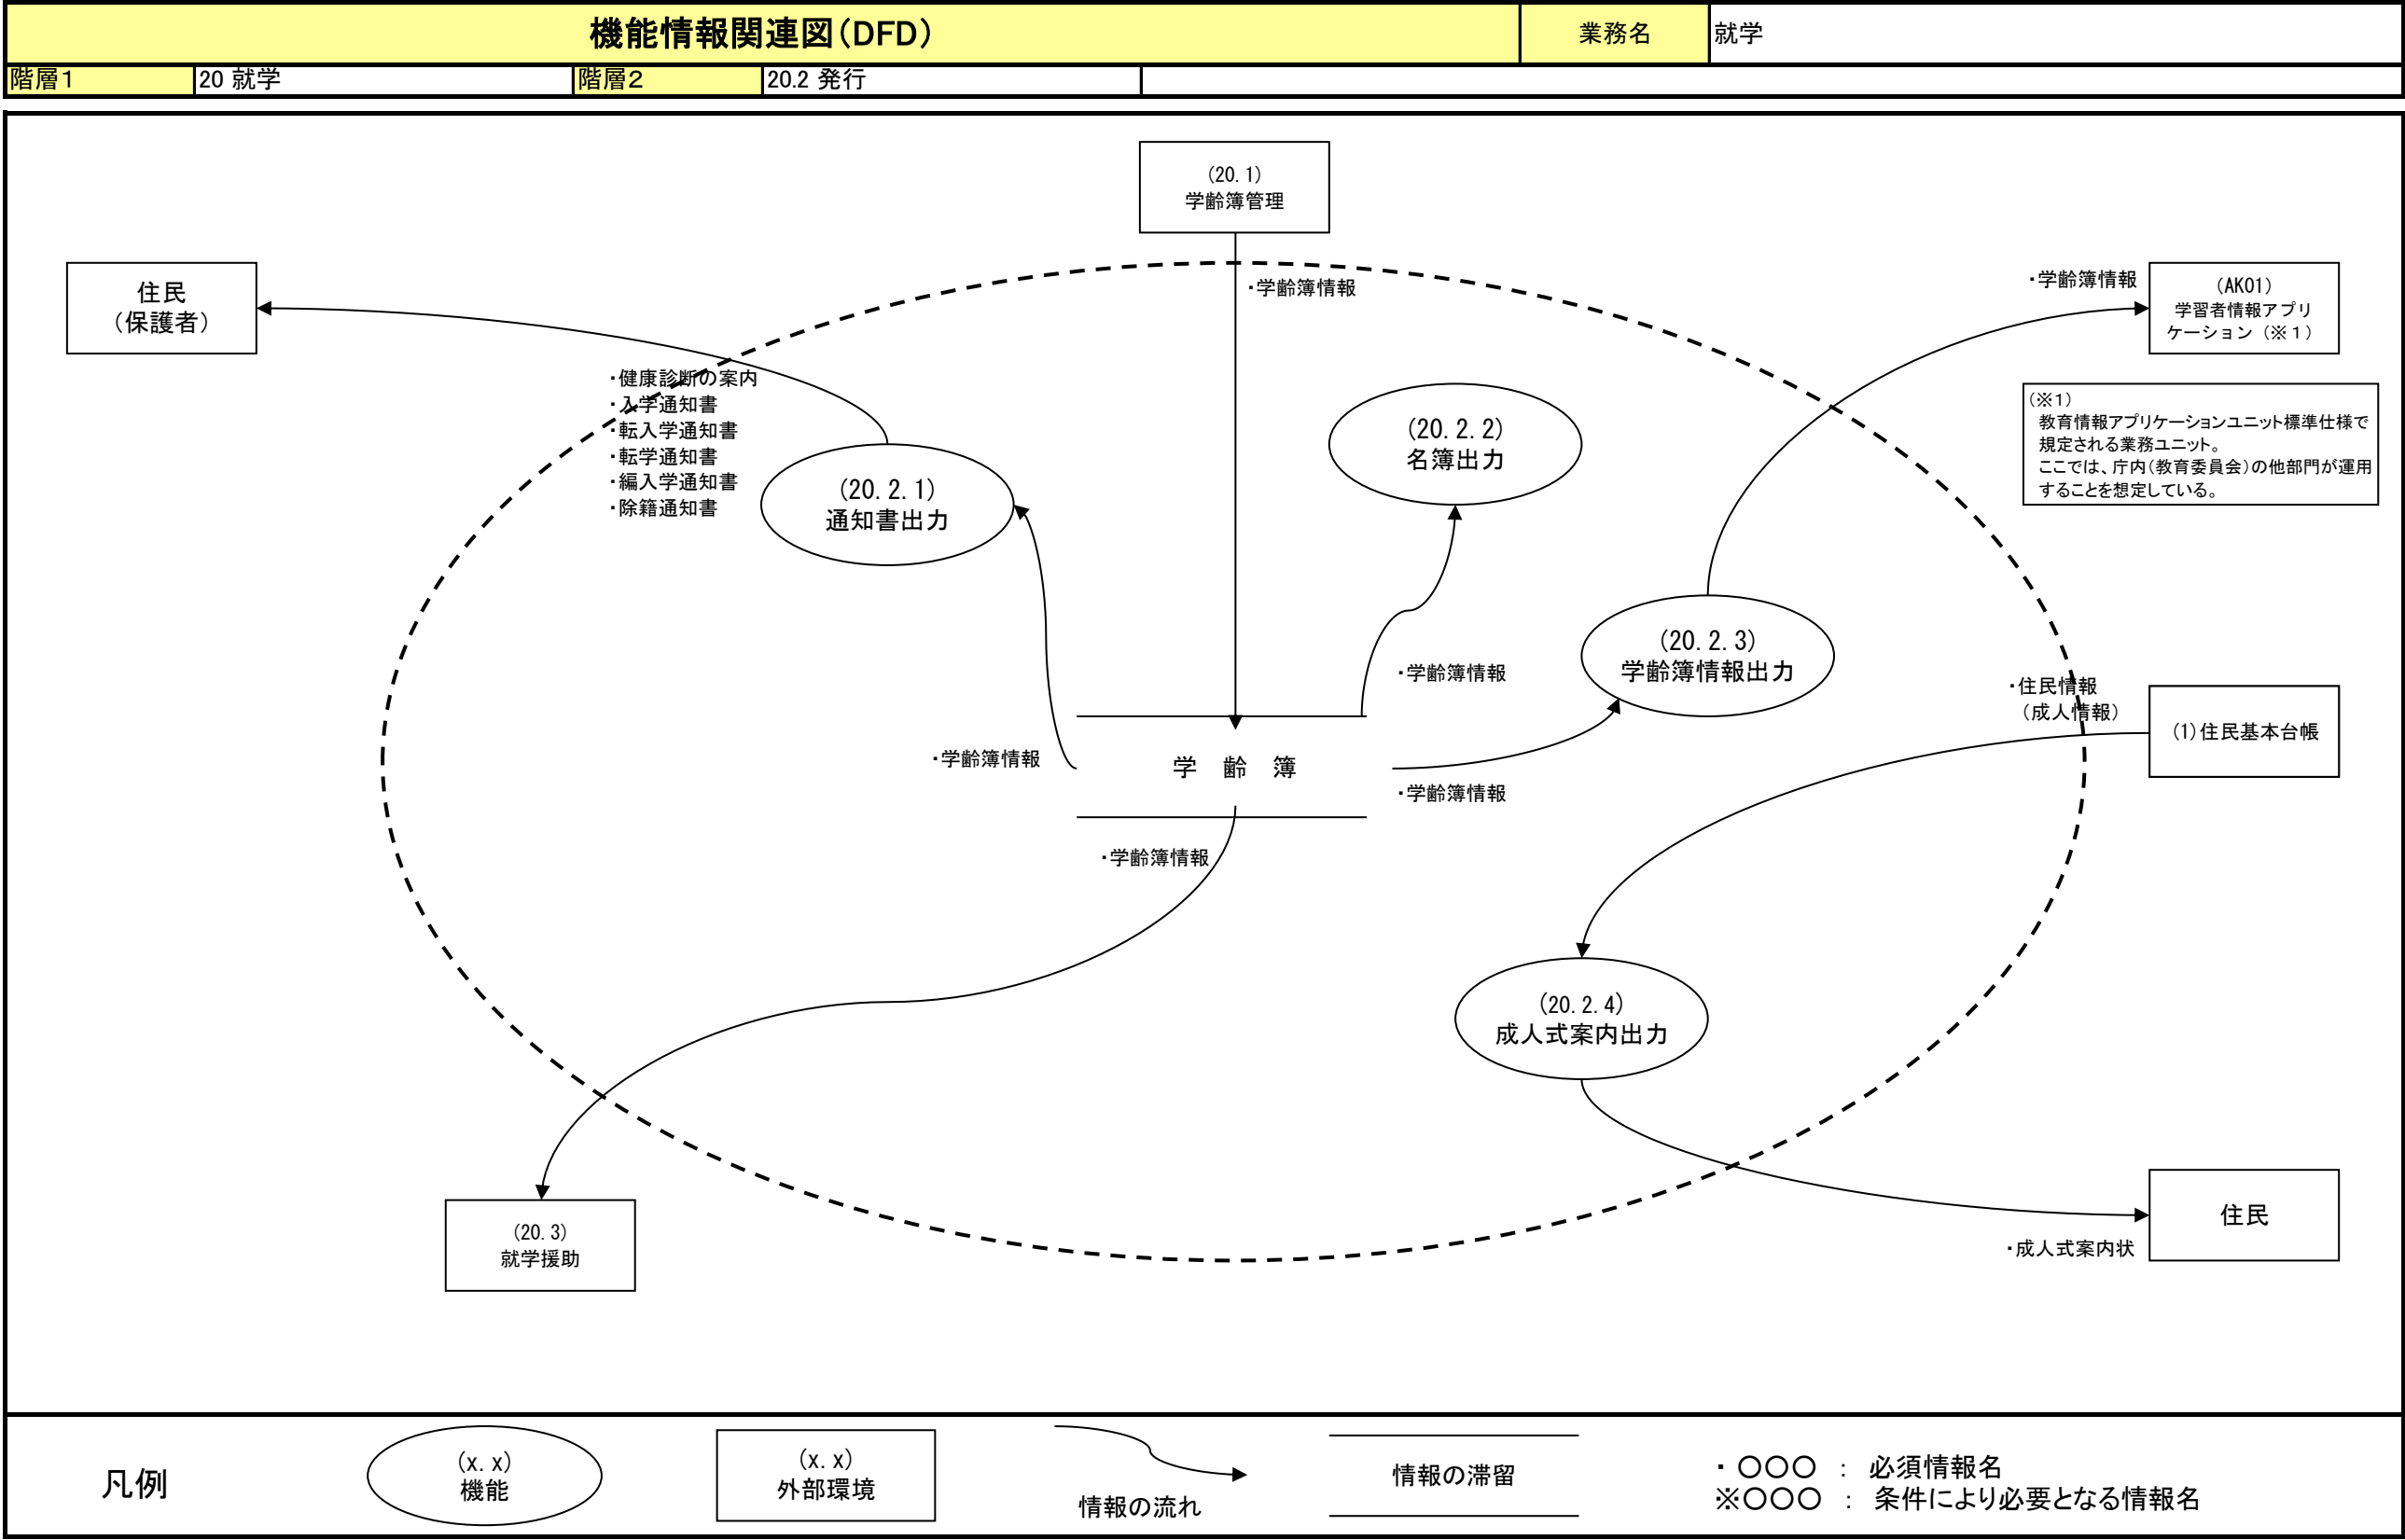 機能情報関連図(DFD)
業務名
就学
階層1
20 就学
階層2
20.2 発行
(20.1)
学齢簿管理
・学齢簿情報
住民
(保護者)
・健康診断の案内
・入学通知書
・転入学通知書
・転学通知書
・編入学通知書
・除籍通知書
(20.2.1)
通知書出力
(20.2.2)
名簿出力
・学齢簿情報
(AK01)
学習者情報アプリ
ケーション(※1)
(※1)
教育情報アプリケーションユニット標準仕様で
規定される業務ユニット。
ここでは、庁内(教育委員会)の他部門が運用
することを想定している。
(20.2.3)
学齢簿情報出力
・学齢簿情報
・住民情報
(成人情報)
(1)住民基本台帳
・学齢簿情報
学 齢 簿
・学齢簿情報
・学齢簿情報
(20.2.4)
成人式案内出力
住民
・成人式案内状
(20.3)
就学援助
凡例
(x.x)
機能
(x.x)
外部環境
情報の流れ
情報の滞留
・ 〇〇〇 : 必須情報名
※〇〇〇 : 条件により必要となる情報名